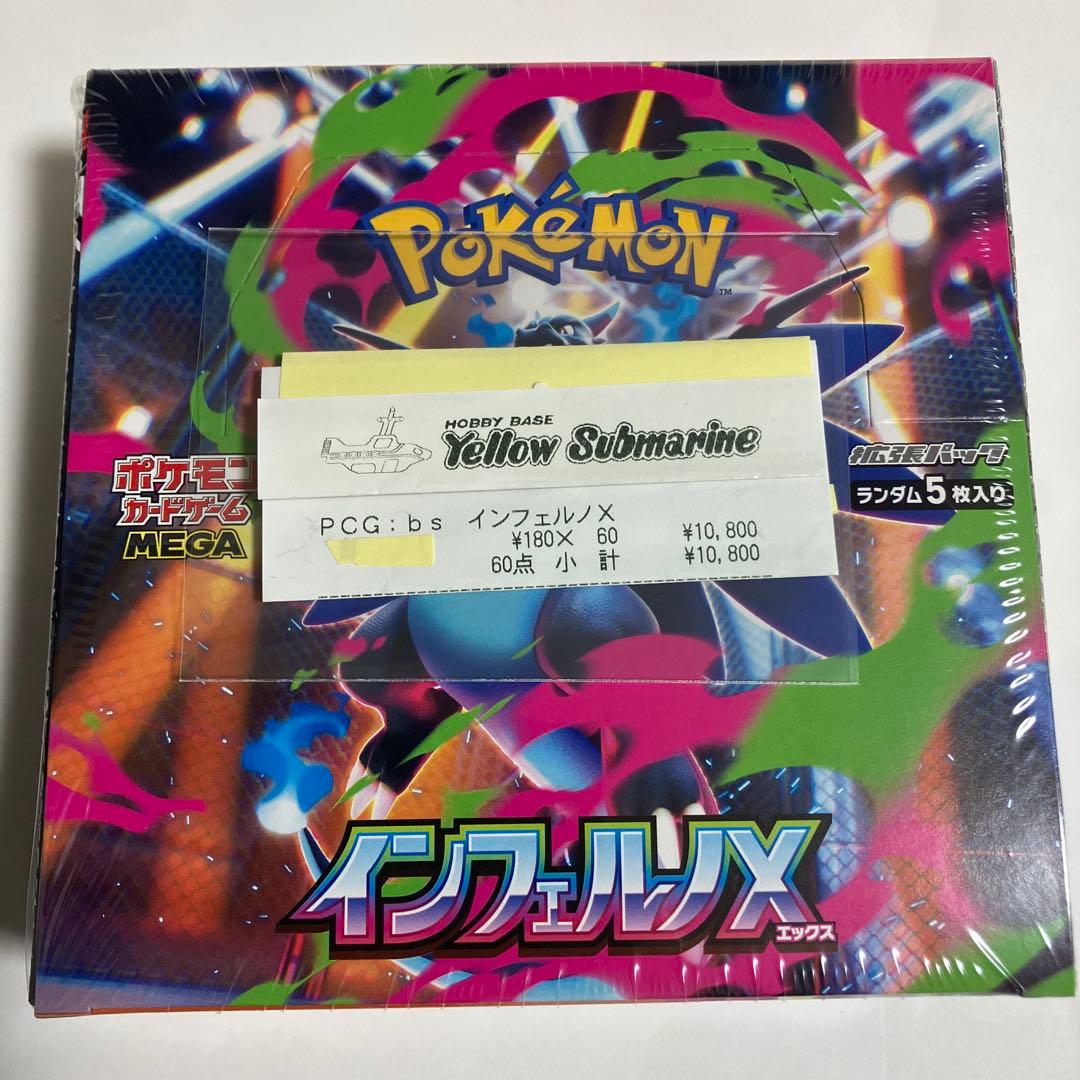 POKéMON
TM
HOBBY BASE
Yellow Submarine
ポケモン
カードゲーム
MEGA
拡張パック
ランダム5枚入り
PCG:bs インフェルノX
¥180× 60 ¥10,800
60点 小 計 ¥10,800
インフェルノX
エックス